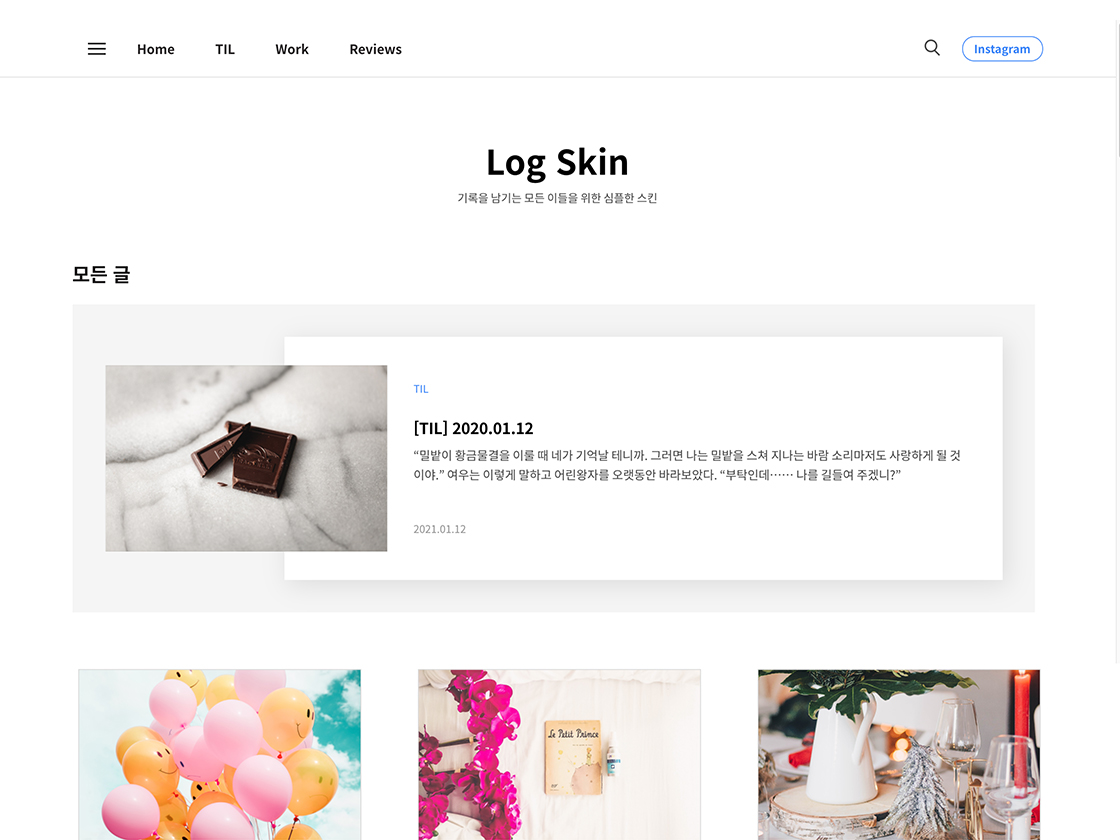 Home TIL Work Reviews Instagram
Log Skin
기록을 남기는 모든 이들을 위한 심플한 스킨
모든 글
TIL
[TIL] 2020.01.12
“밀밭이 황금물결을 이룰 때 네가 기억날 테니까. 그러면 나는 밀밭을 스쳐 지나는 바람 소리마저도 사랑하게 될 것
이야.” 여우는 이렇게 말하고 어린왕자를 오랫동안 바라보았다. “부탁인데…… 나를 길들여 주겠니?”
2021.01.12
Le Petit Prince